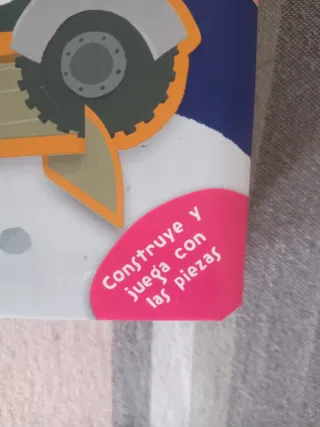 Construye y
juega con
las piezas